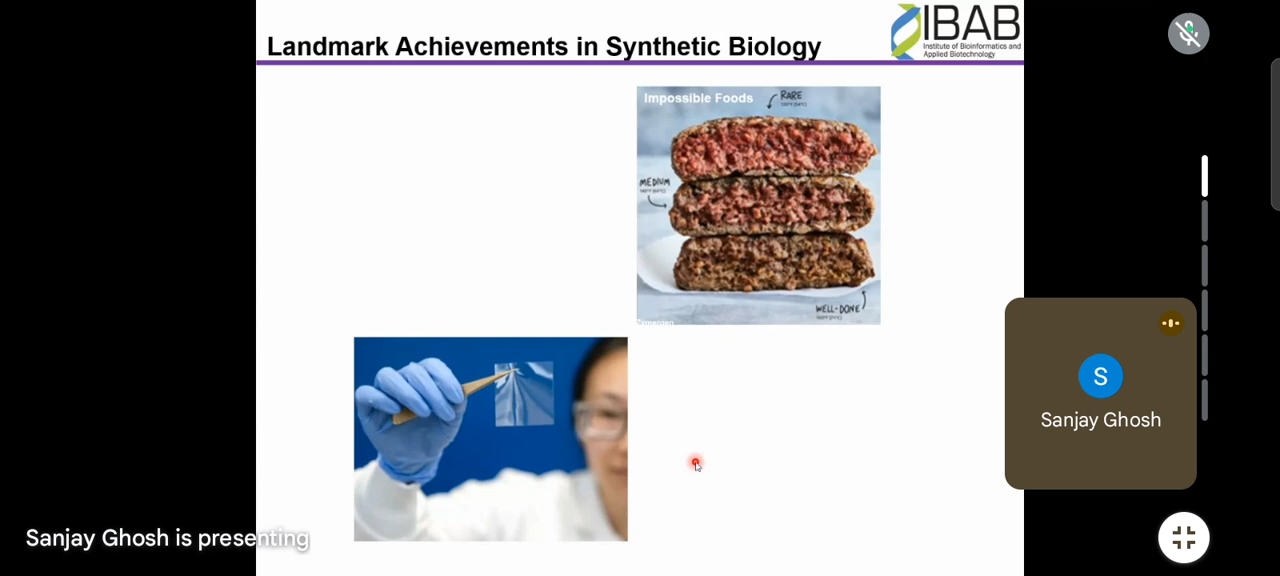 Landmark Achievements in Synthetic Biology
IBAB
Institute of Bioinformatics and
Applied Biotechnology
Impossible Foods
RARE
MEDIUM
WELL-DONE
S
Sanjay Ghosh
Sanjay Ghosh is presenting